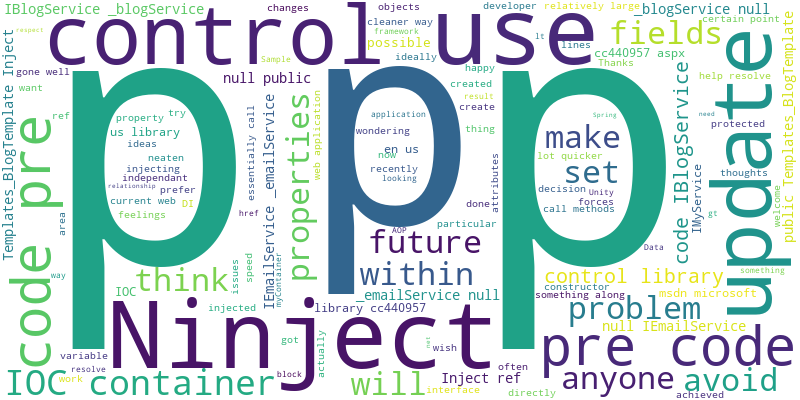 IBlogService _blogService
control
use
changes
objects
cleaner way
possible
ideally
developer
relatively large
lt
lines
_blogService null
certain point
fields
cc440957 aspx
Thanks
help resolve
happy
created
create
result
framework
Sample
respect
gone well
want
ref
null public
property
try
us library
ideas
neaten
injecting
independant
relationship
prefer
current web
DI
feelings
area
way
Templates_BlogTemplate Inject
code pre
p
p
p
application
wondering
en us
now
recently
looking
AOP
thing
done
particular
attributes
essentially call
href
speed
issues
injected
IOC
think
IEmailService _emailService
myContainer
properties
web application
future
within
_emailService null
library cc440957
Spring
make
set
lot quicker
decision
Unity
forces
call methods
Data
need
protected
thoughts
IMyService
gt
code IBlogService
update
public Templates_BlogTemplate
welcome
something
msdn microsoft
control library
something along
constructor
problem
null IEmailService
Ninject
pre code
variable
resolve
work
IOC container
got
actually
block
will
interface
wish
net
Inject ref
often
directly
anyone
avoid
achieved